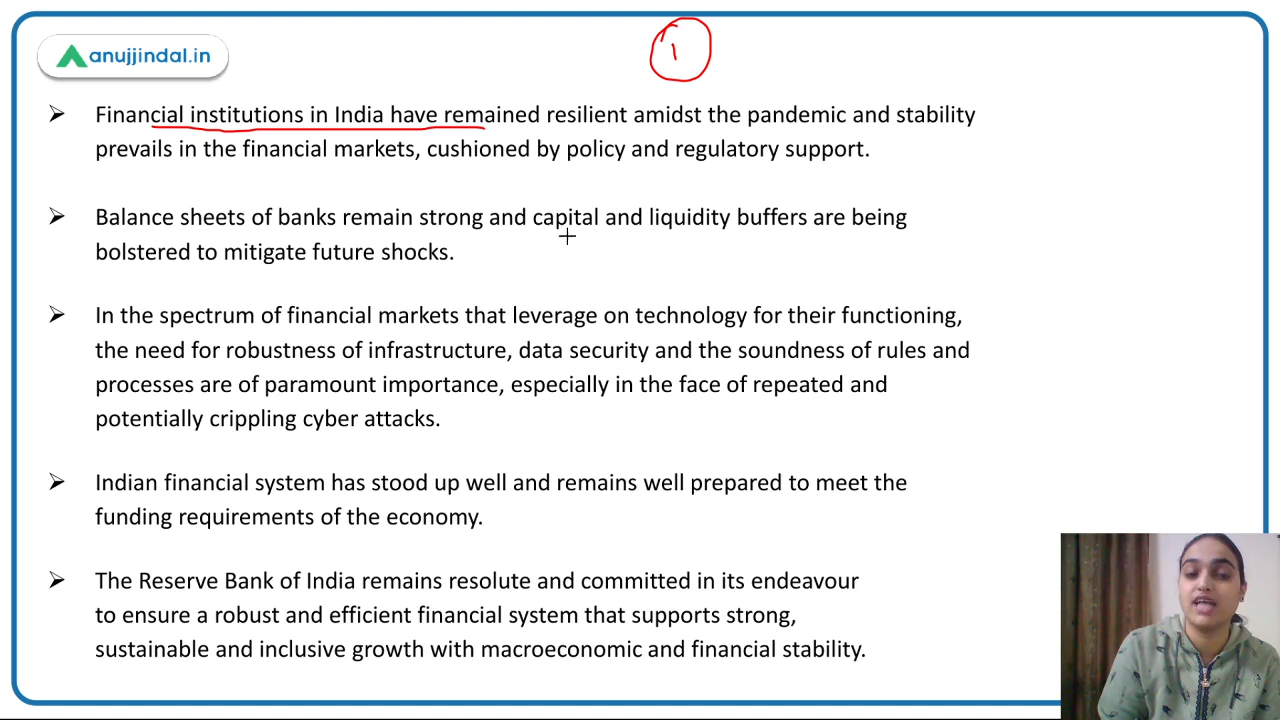 1
anujjindal.in
Financial institutions in India have remained resilient amidst the pandemic and stability
prevails in the financial markets, cushioned by policy and regulatory support.
Balance sheets of banks remain strong and capital and liquidity buffers are being
bolstered to mitigate future shocks.
In the spectrum of financial markets that leverage on technology for their functioning,
the need for robustness of infrastructure, data security and the soundness of rules and
processes are of paramount importance, especially in the face of repeated and
potentially crippling cyber attacks.
Indian financial system has stood up well and remains well prepared to meet the
funding requirements of the economy.
The Reserve Bank of India remains resolute and committed in its endeavour
to ensure a robust and efficient financial system that supports strong,
sustainable and inclusive growth with macroeconomic and financial stability.